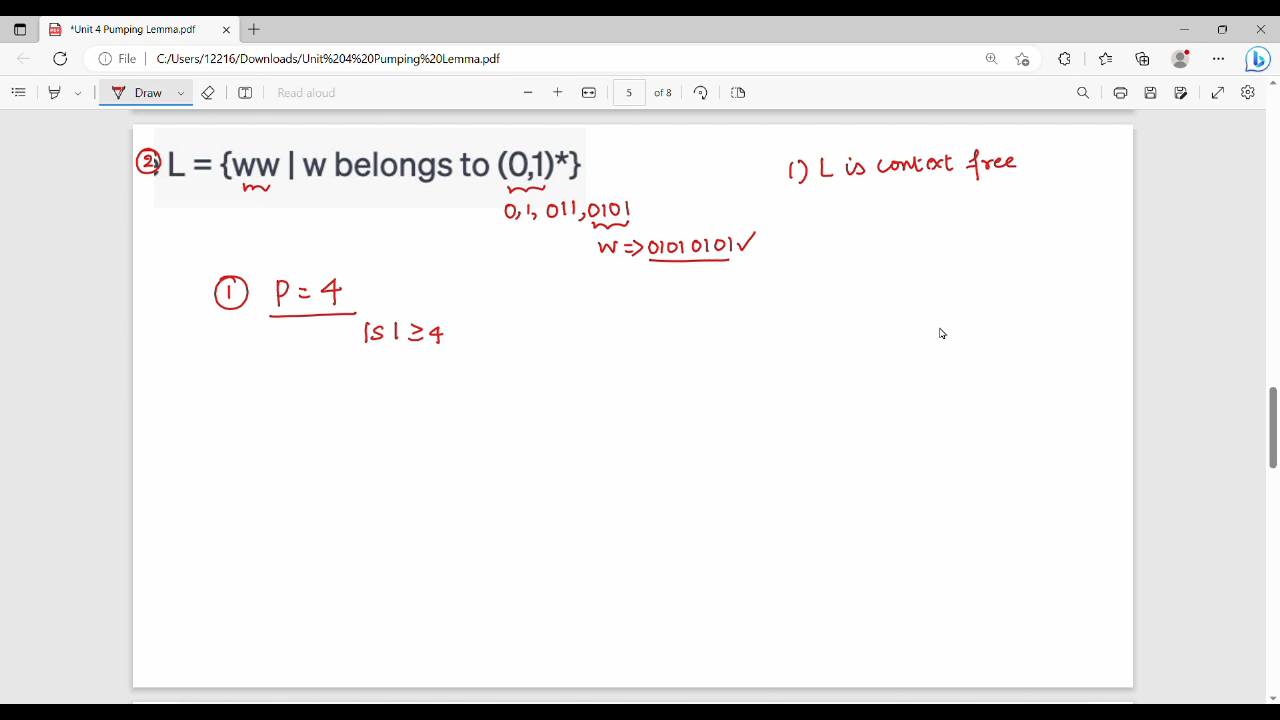 *Unit 4 Pumping Lemma.pdf
File C:/Users/12216/Downloads/Unit%204%20Pumping%20Lemma.pdf
Draw Read aloud 5 of 8
② L = {ww | w belongs to (0,1)*}
1) L is context free
0, 1, 011, 0101
w ⇒ 01010101 ✓
① P = 4
|s| ≥ 4